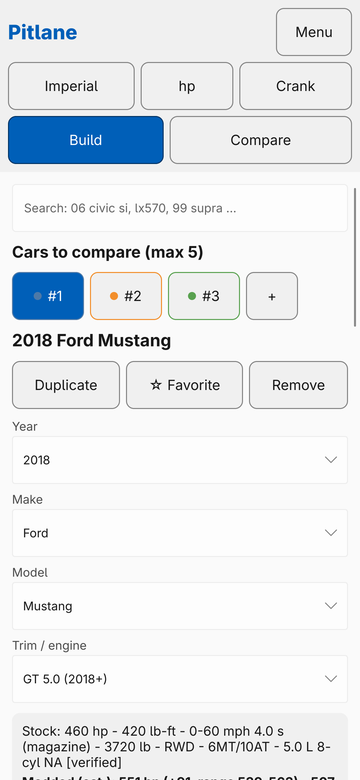 Pitlane
Menu
Imperial
hp
Crank
Build
Compare
Search: 06 civic si, lx570, 99 supra ...
Cars to compare (max 5)
#1
#2
#3
+
2018 Ford Mustang
Duplicate
☆ Favorite
Remove
Year
2018
Make
Ford
Model
Mustang
Trim / engine
GT 5.0 (2018+)
Stock: 460 hp - 420 lb-ft - 0-60 mph 4.0 s
(magazine) - 3720 lb - RWD - 6MT/10AT - 5.0 L 8-
cyl NA [verified]